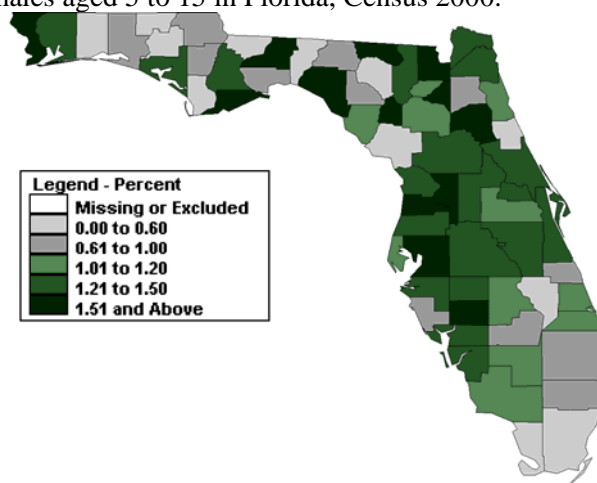 males aged 5 to 15 in Florida, Census 2000.
Legend - Percent
Missing or Excluded
0.00 to 0.60
0.61 to 1.00
1.01 to 1.20
1.21 to 1.50
1.51 and Above